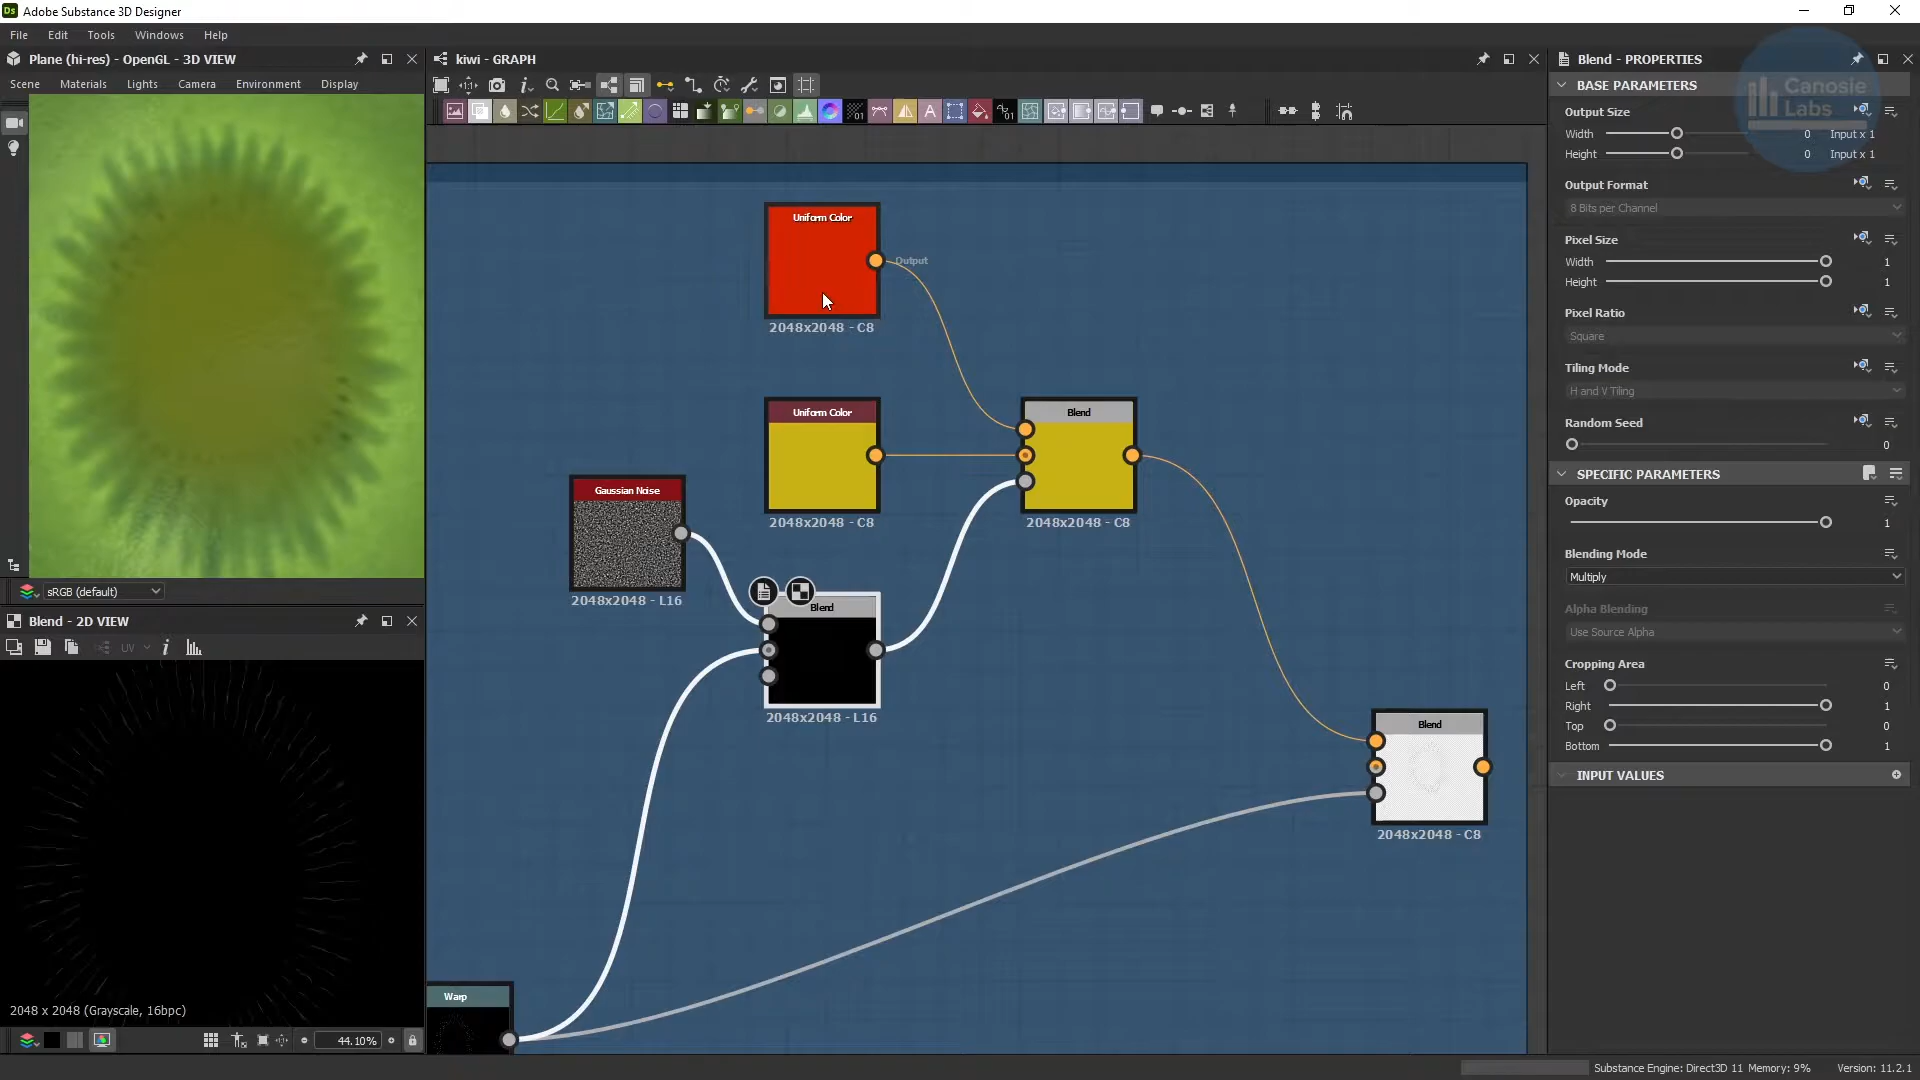 Ds Adobe Substance 3D Designer
File Edit Tools Windows Help
Plane (hi-res) - OpenGL - 3D VIEW
Scene Materials Lights Camera Environment Display
sRGB (default)
Blend - 2D VIEW
UV
2048 x 2048 (Grayscale, 16bpc)
44.10%
kiwi - GRAPH
Uniform Color
Output
2048x2048 - C8
Uniform Color
2048x2048 - C8
Blend
2048x2048 - C8
Gaussian Noise
2048x2048 - L16
Blend
2048x2048 - L16
Blend
2048x2048 - C8
Warp
Blend - PROPERTIES
BASE PARAMETERS
Canosie
Labs
Output Size
Width 0 Input x 1
Height 0 Input x 1
Output Format
8 Bits per Channel
Pixel Size
Width 1
Height 1
Pixel Ratio
Square
Tiling Mode
H and V Tiling
Random Seed
0
SPECIFIC PARAMETERS
Opacity
1
Blending Mode
Multiply
Alpha Blending
Use Source Alpha
Cropping Area
Left 0
Right 1
Top 0
Bottom 1
INPUT VALUES
Substance Engine: Direct3D 11 Memory: 9% Version: 11.2.1